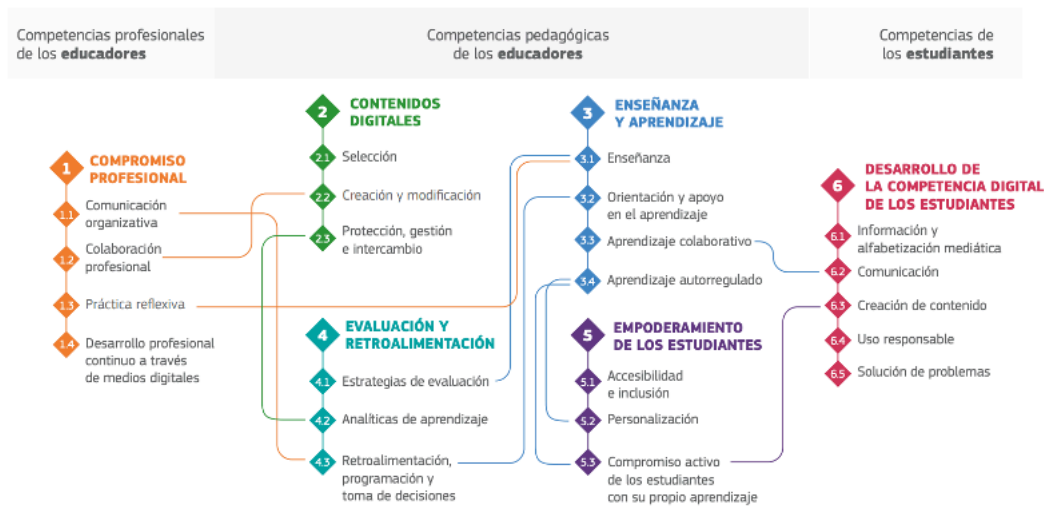 Competencias profesionales
de los educadores
Competencias pedagógicas
de los educadores
Competencias de
los estudiantes
1
COMPROMISO
PROFESIONAL
1.1
Comunicación
organizativa
1.2
Colaboración
profesional
1.3
Práctica reflexiva
1.4
Desarrollo profesional
continuo a través
de medios digitales
2
CONTENIDOS
DIGITALES
2.1
Selección
2.2
Creación y modificación
2.3
Protección, gestión
e intercambio
3
ENSEÑANZA
Y APRENDIZAJE
3.1
Enseñanza
3.2
Orientación y apoyo
en el aprendizaje
3.3
Aprendizaje colaborativo
3.4
Aprendizaje autorregulado
4
EVALUACIÓN Y
RETROALIMENTACIÓN
4.1
Estrategias de evaluación
4.2
Analíticas de aprendizaje
4.3
Retroalimentación,
programación y
toma de decisiones
5
EMPODERAMIENTO
DE LOS ESTUDIANTES
5.1
Accesibilidad
e inclusión
5.2
Personalización
5.3
Compromiso activo
de los estudiantes
con su propio aprendizaje
6
DESARROLLO DE
LA COMPETENCIA DIGITAL
DE LOS ESTUDIANTES
6.1
Información y
alfabetización mediática
6.2
Comunicación
6.3
Creación de contenido
6.4
Uso responsable
6.5
Solución de problemas